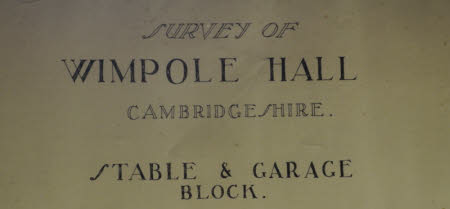 SURVEY OF
WIMPOLE HALL
CAMBRIDGESHIRE.
STABLE & GARAGE
BLOCK.